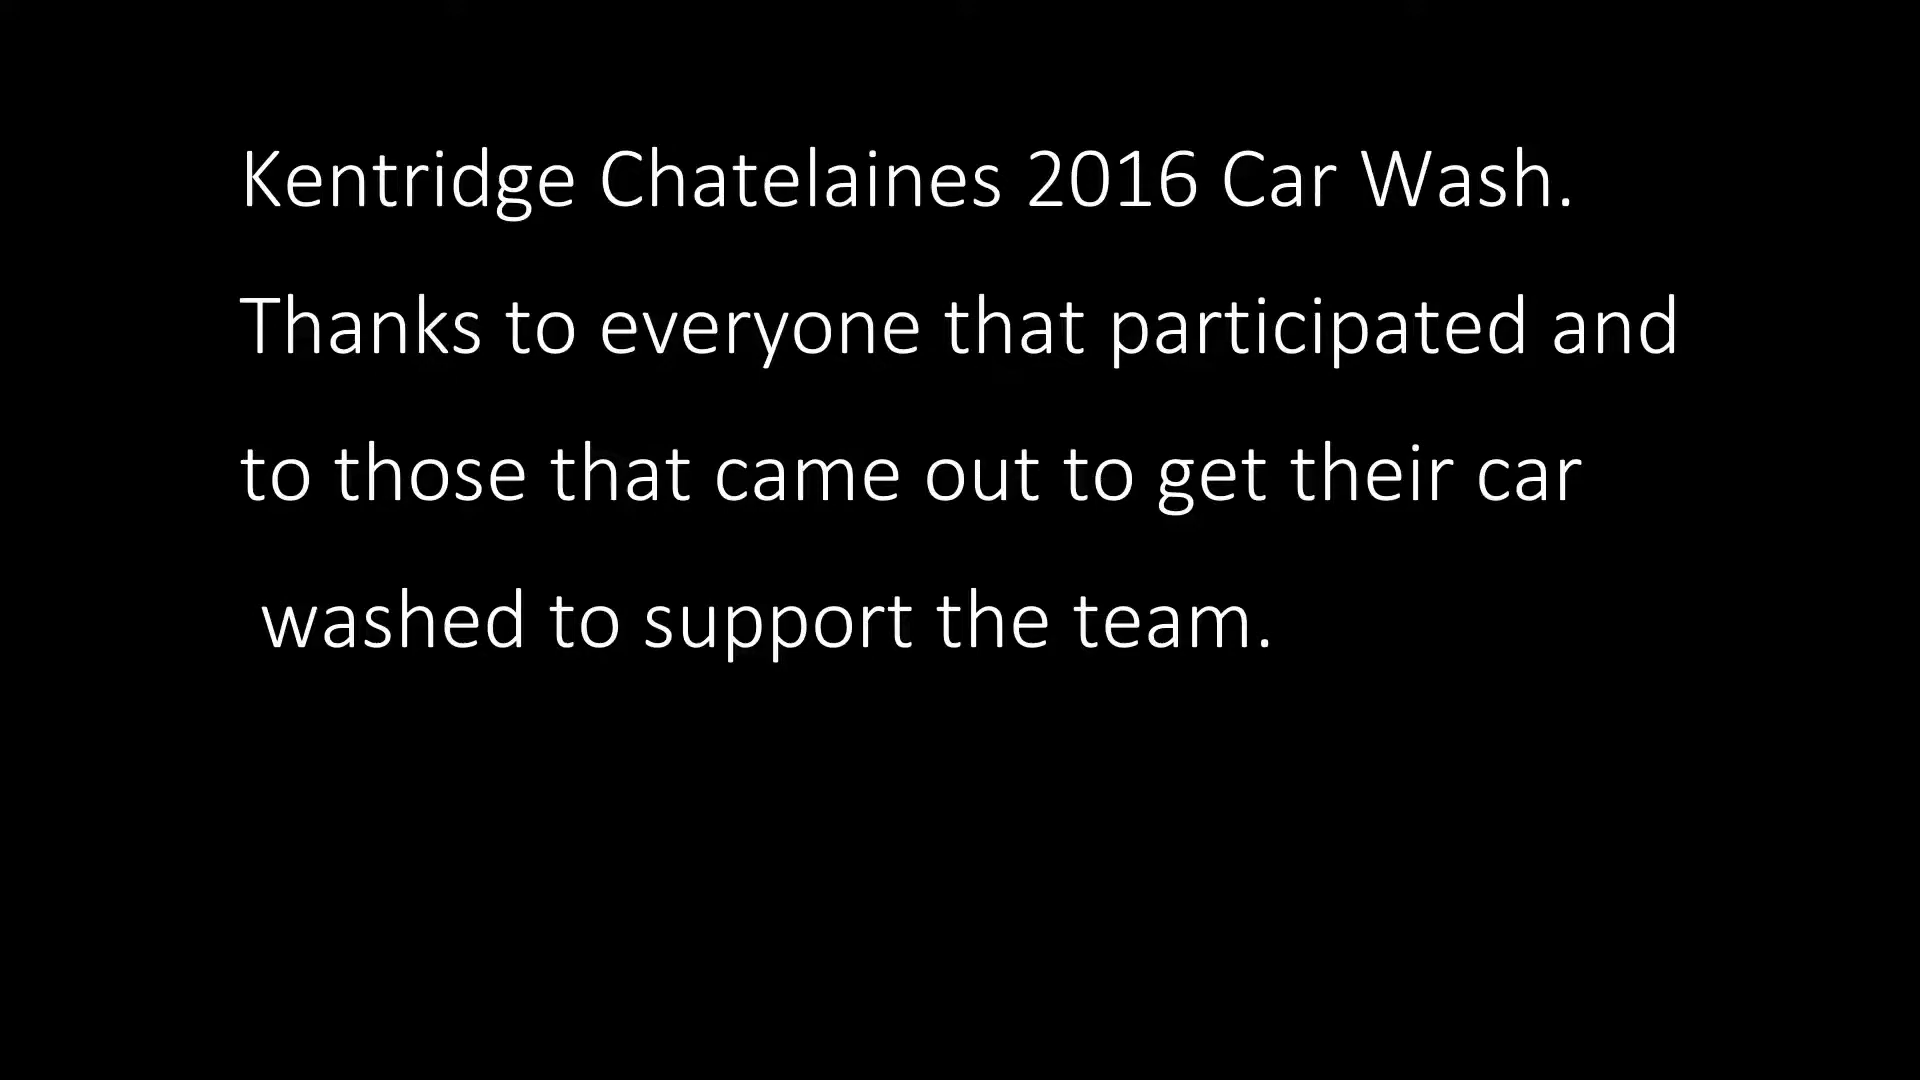 Kentridge Chatelaines 2016 Car Wash.
Thanks to everyone that participated and
to those that came out to get their car
washed to support the team.